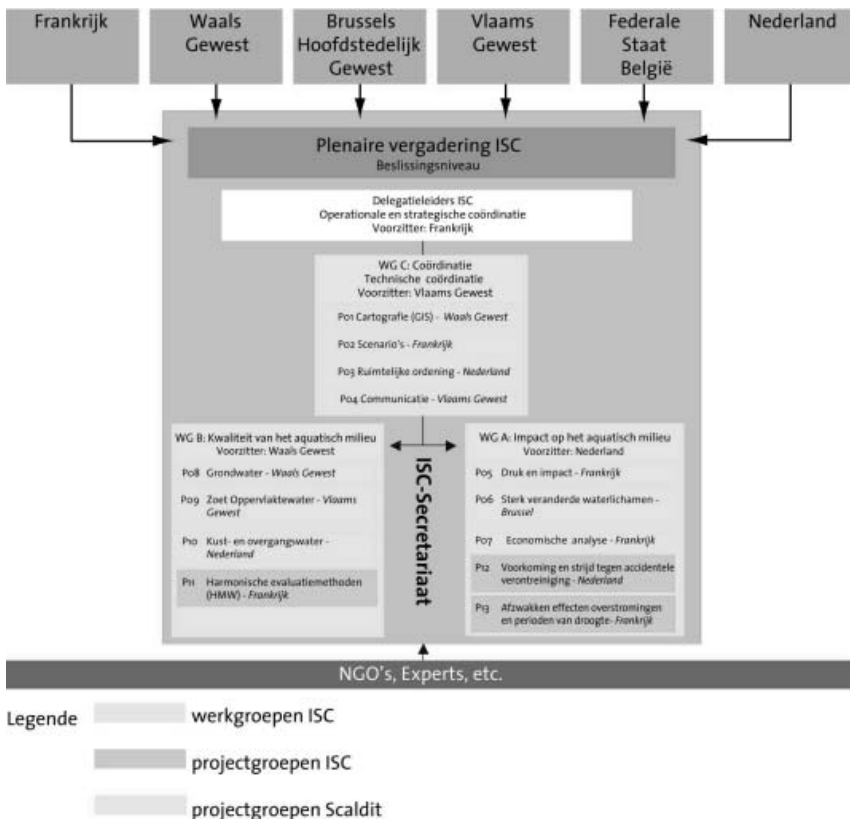 Frankrijk
Waals
Gewest
Brussels
Hoofdstedelijk
Gewest
Vlaams
Gewest
Federale
Staat
België
Nederland
Plenaire vergadering ISC
Beslissingsniveau
Delegatieleiders ISC
Operationale en strategische coördinatie
Voorzitter: Frankrijk
WG C: Coördinatie
Technische coördinatie
Voorzitter: Vlaams Gewest
P01 Cartografie (GIS) - Waals Gewest
P02 Scenario's - Frankrijk
P03 Ruimtelijke ordening - Nederland
P04 Communicatie - Vlaams Gewest
WG B: Kwaliteit van het aquatisch milieu
Voorzitter: Waals Gewest
P08 Grondwater - Waals Gewest
P09 Zoet Oppervlaktewater - Vlaams
Gewest
P10 Kust- en overgangswater -
Nederland
P11 Harmonische evaluatiemethoden
(HMW) - Frankrijk
ISC-Secretariaat
WG A: Impact op het aquatisch milieu
Voorzitter: Nederland
P05 Druk en impact - Frankrijk
P06 Sterk veranderde waterlichamen -
Brussel
P07 Economische analyse - Frankrijk
P12 Voorkoming en strijd tegen accidentele
verontreiniging - Nederland
P13 Afzwakken effecten overstromingen
en perioden van droogte- Frankrijk
NGO's, Experts, etc.
Legende
werkgroepen ISC
projectgroepen ISC
projectgroepen Scaldit